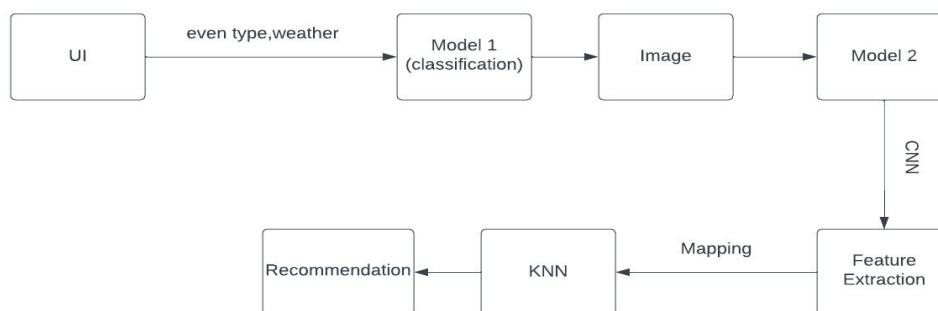 UI
even type,weather
Model 1
(classification)
Image
Model 2
CNN
Feature
Extraction
Mapping
KNN
Recommendation